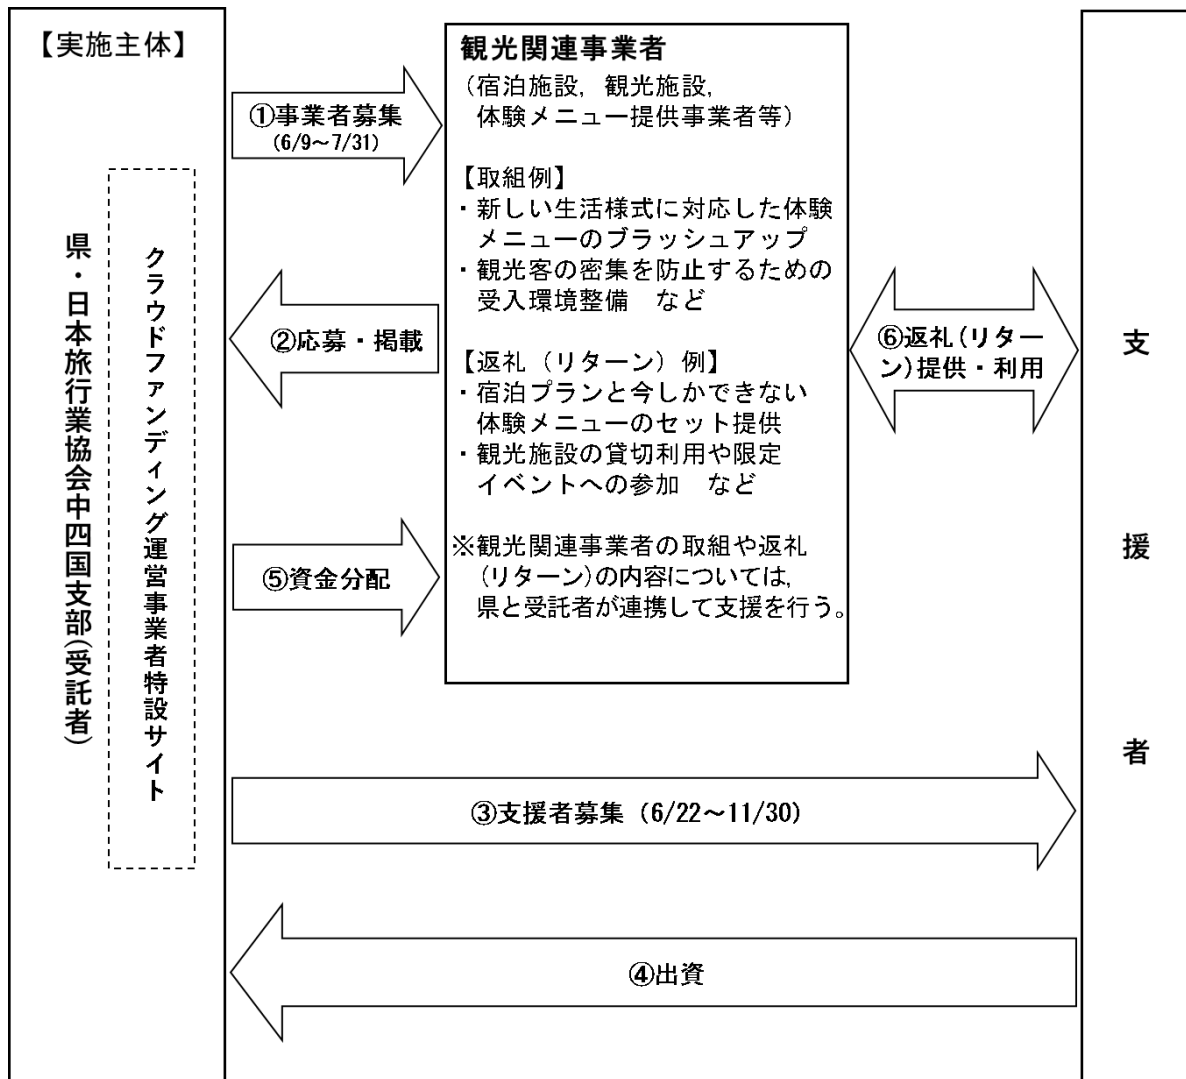 【実施主体】
県・日本旅行業協会中四国支部(受託者)
クラウドファンディング運営事業者特設サイト
①事業者募集
(6/9～7/31)
②応募・掲載
⑤資金分配
観光関連事業者
（宿泊施設，観光施設，
体験メニュー提供事業者等）
【取組例】
・新しい生活様式に対応した体験
メニューのブラッシュアップ
・観光客の密集を防止するための
受入環境整備　など
【返礼（リターン）例】
・宿泊プランと今しかできない
体験メニューのセット提供
・観光施設の貸切利用や限定
イベントへの参加　など
※観光関連事業者の取組や返礼
(リターン)の内容については，
県と受託者が連携して支援を行う。
⑥返礼(リター
ン)提供・利用
支援者
③支援者募集（6/22～11/30）
④出資